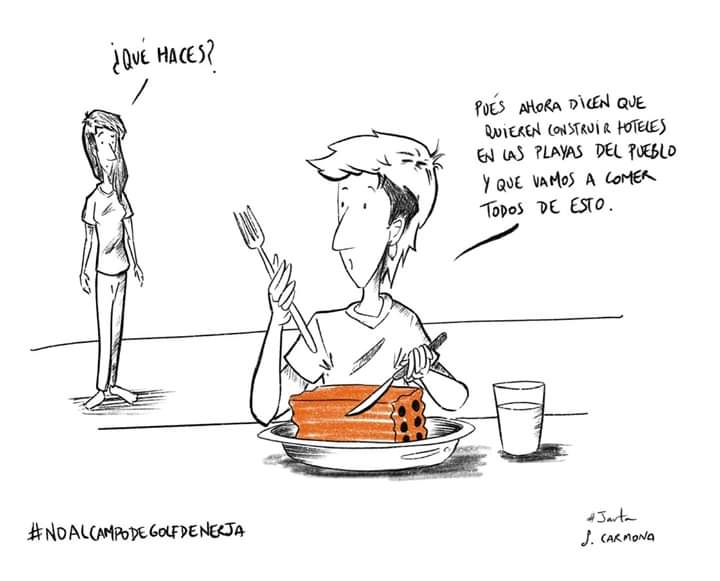 ¿QUÉ HACES?
PUÉS AHORA DICEN QUE
QUIEREN CONSTRUIR HOTELES
EN LAS PLAYAS DEL PUEBLO
Y QUE VAMOS A COMER
TODOS DE ESTO.
#NOALCAMPODEGOLFDENERJA
#Jarta
J. CARMONA